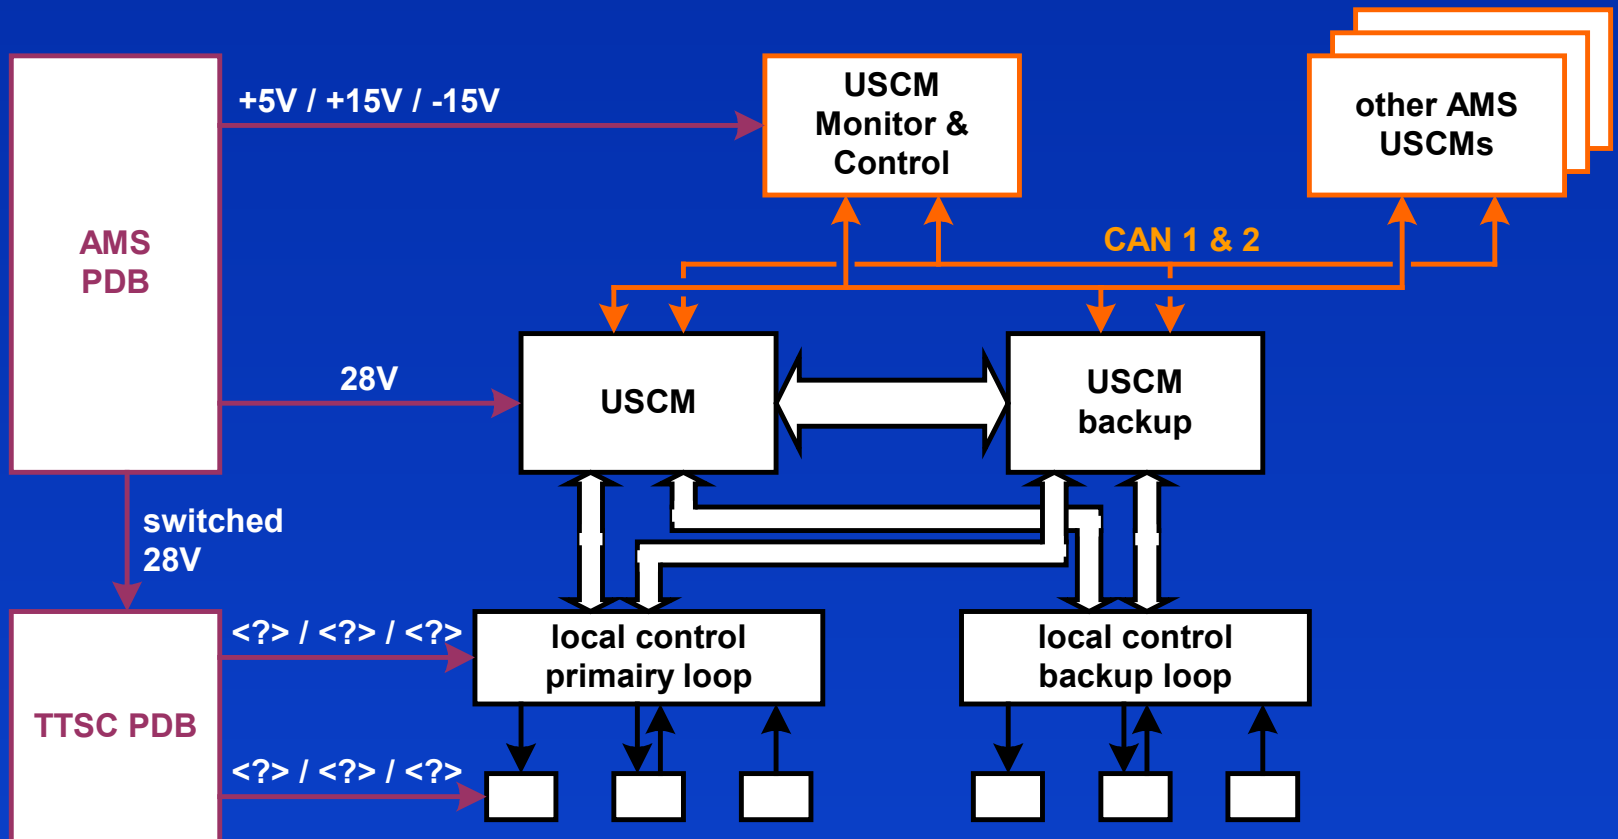 +5V / +15V / -15V
USCM
Monitor &
Control
other AMS
USCMs
AMS
PDB
CAN 1 & 2
28V
USCM
USCM
backup
switched
28V
<?> / <?> / <?>
local control
primairy loop
local control
backup loop
TTSC PDB
<?> / <?> / <?>